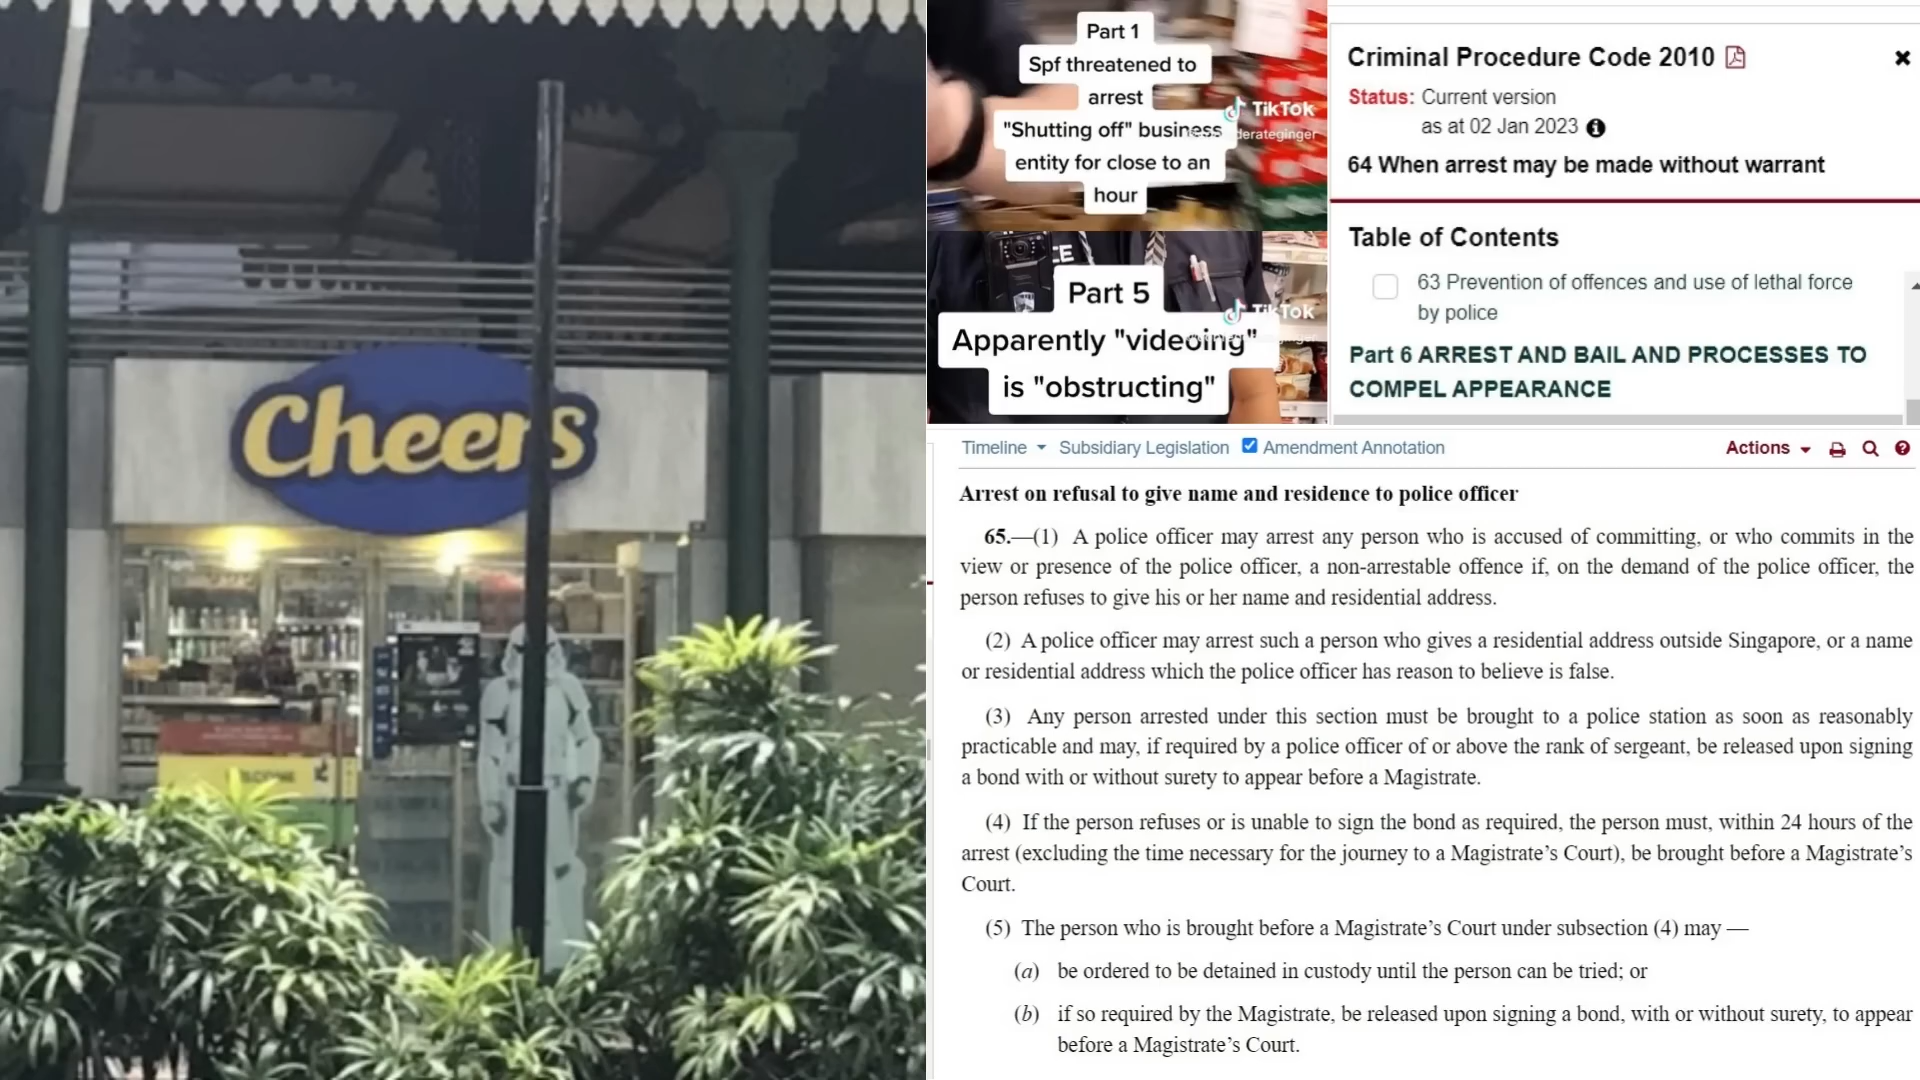 Cheers
WELCOME
Part 1
Spf threatened to
arrest
"Shutting off" business
entity for close to an
hour
TikTok
derateginger
CE
Part 5
Apparently "videoing"
is "obstructing"
TikTok
Criminal Procedure Code 2010
Status: Current version
as at 02 Jan 2023
64 When arrest may be made without warrant
Table of Contents
63 Prevention of offences and use of lethal force
by police
Part 6 ARREST AND BAIL AND PROCESSES TO
COMPEL APPEARANCE
Timeline Subsidiary Legislation Amendment Annotation Actions
Arrest on refusal to give name and residence to police officer
65.—(1) A police officer may arrest any person who is accused of committing, or who commits in the
view or presence of the police officer, a non-arrestable offence if, on the demand of the police officer, the
person refuses to give his or her name and residential address.
(2) A police officer may arrest such a person who gives a residential address outside Singapore, or a name
or residential address which the police officer has reason to believe is false.
(3) Any person arrested under this section must be brought to a police station as soon as reasonably
practicable and may, if required by a police officer of or above the rank of sergeant, be released upon signing
a bond with or without surety to appear before a Magistrate.
(4) If the person refuses or is unable to sign the bond as required, the person must, within 24 hours of the
arrest (excluding the time necessary for the journey to a Magistrate's Court), be brought before a Magistrate's
Court.
(5) The person who is brought before a Magistrate's Court under subsection (4) may —
(a) be ordered to be detained in custody until the person can be tried; or
(b) if so required by the Magistrate, be released upon signing a bond, with or without surety, to appear
before a Magistrate's Court.